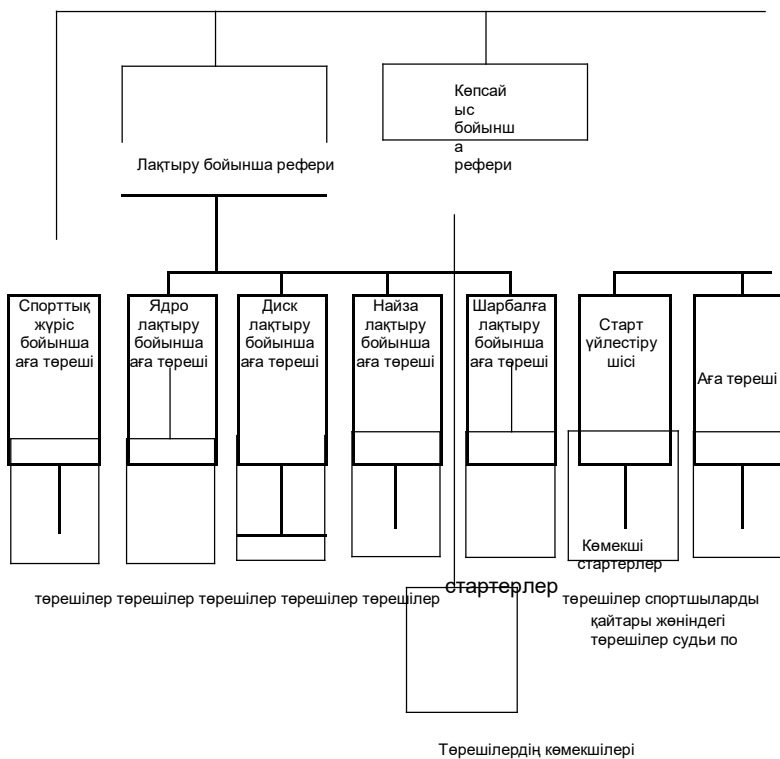 Көпсай
ыс
бойынш
а
рефери
Лақтыру бойынша рефери
Спорттық
жүріс
бойынша
аға төреші
Ядро
лақтыру
бойынша
аға төреші
Диск
лақтыру
бойынша
аға төреші
Найза
лақтыру
бойынша
аға төреші
Шарбалға
лақтыру
бойынша
аға төреші
Старт
үйлестіру
шісі
Аға төреші
Көмекші
стартерлер
төрешілер төрешілер төрешілер төрешілер төрешілер
стартерлер
төрешілер спортшыларды
қайтары жөніндегі
төрешілер судьи по
Төрешілердің көмекшілері